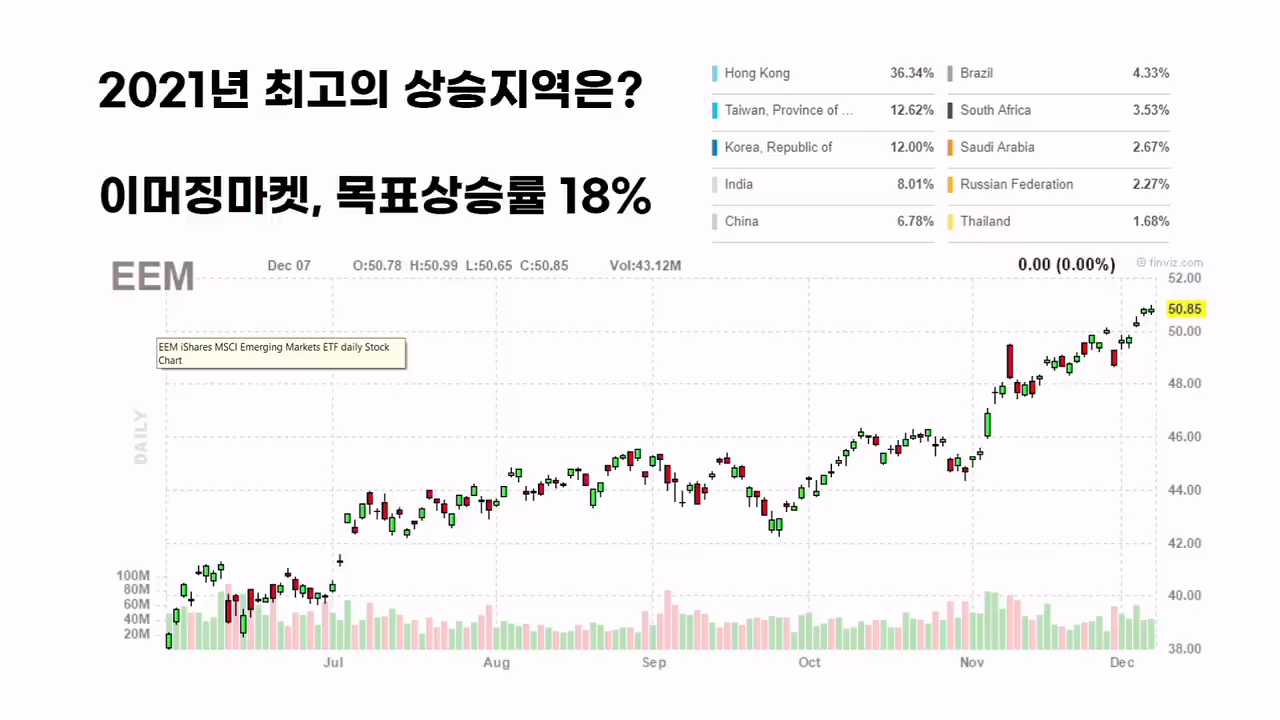 2021년 최고의 상승지역은?
이머징마켓, 목표상승률 18%
Hong Kong 36.34% Brazil 4.33%
Taiwan, Province of ... 12.62% South Africa 3.53%
Korea, Republic of 12.00% Saudi Arabia 2.67%
India 8.01% Russian Federation 2.27%
China 6.78% Thailand 1.68%
EEM Dec 07 O:50.78 H:50.99 L:50.65 C:50.85 Vol:43.12M 0.00 (0.00%) © finviz.com
52.00
50.85
50.00
EEM iShares MSCI Emerging Markets ETF daily Stock
Chart
48.00
DAILY
46.00
44.00
42.00
100M
80M
60M
40M
20M
40.00
38.00
Jul Aug Sep Oct Nov Dec